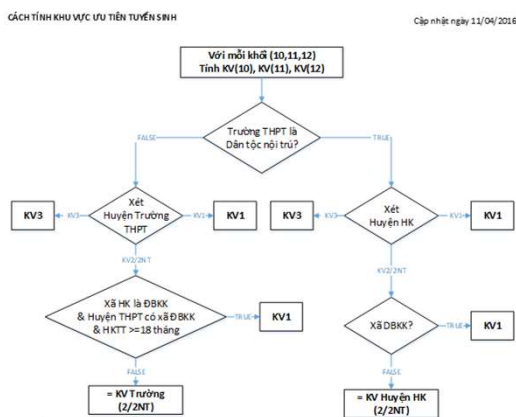 CÁCH TÍNH KHU VỰC ƯU TIÊN TUYỂN SINH
Cập nhật ngày 11/04/2016
Với mỗi khối (10,11,12)
Tính KV(10), KV(11), KV(12)
FALSE
Trường THPT là
Dân tộc nội trú?
TRUE
KV3
KV3
Xét
Huyện Trường
THPT
KV1
KV1
KV3
KV3
Xét
Huyện HK
KV1
KV1
KV2/2NT
KV2/2NT
Xã HK là ĐBKK
& Huyện THPT có xã ĐBKK
& HKTT >=18 tháng
TRUE
KV1
Xã DBKK?
TRUE
KV1
FALSE
FALSE
= KV Trường
(2/2NT)
= KV Huyện HK
(2/2NT)